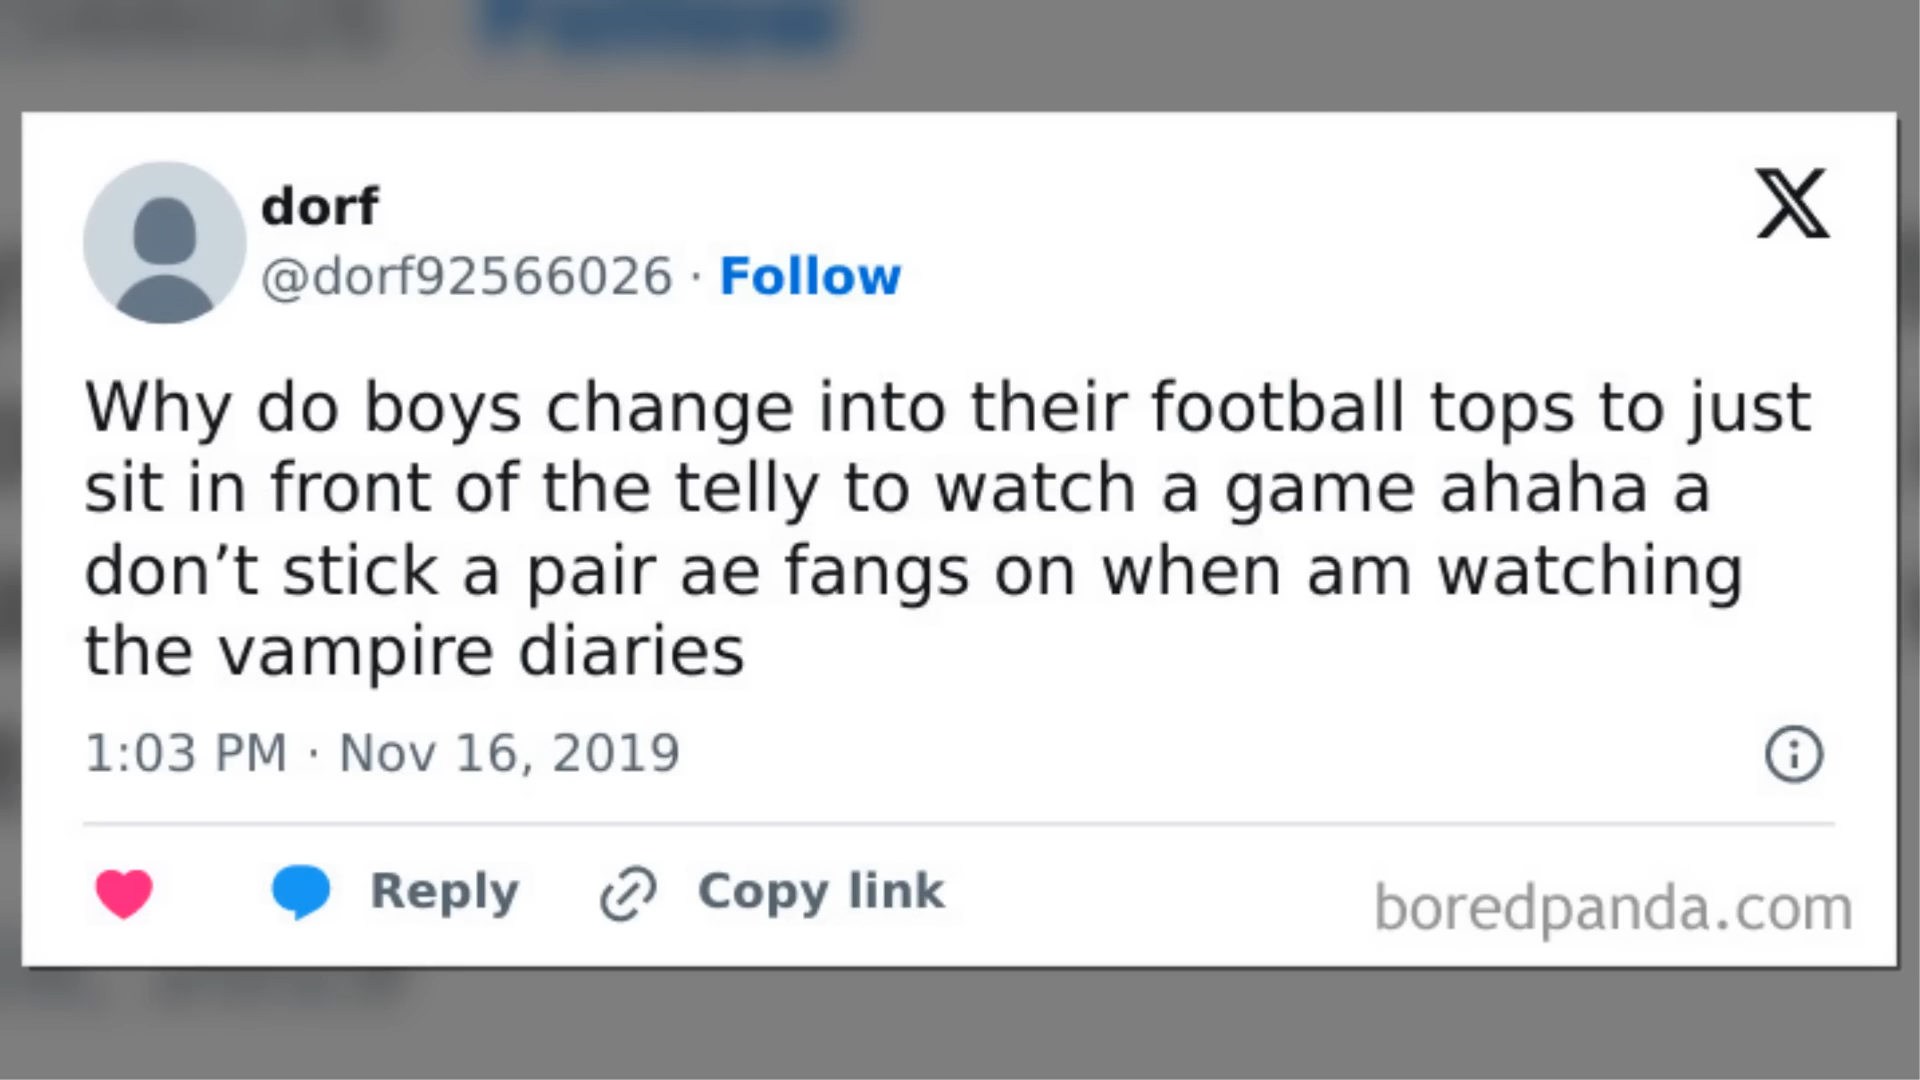 dorf
@dorf92566026 · Follow
Why do boys change into their football tops to just
sit in front of the telly to watch a game ahaha a
don’t stick a pair ae fangs on when am watching
the vampire diaries
1:03 PM · Nov 16, 2019
Reply Copy link
boredpanda.com